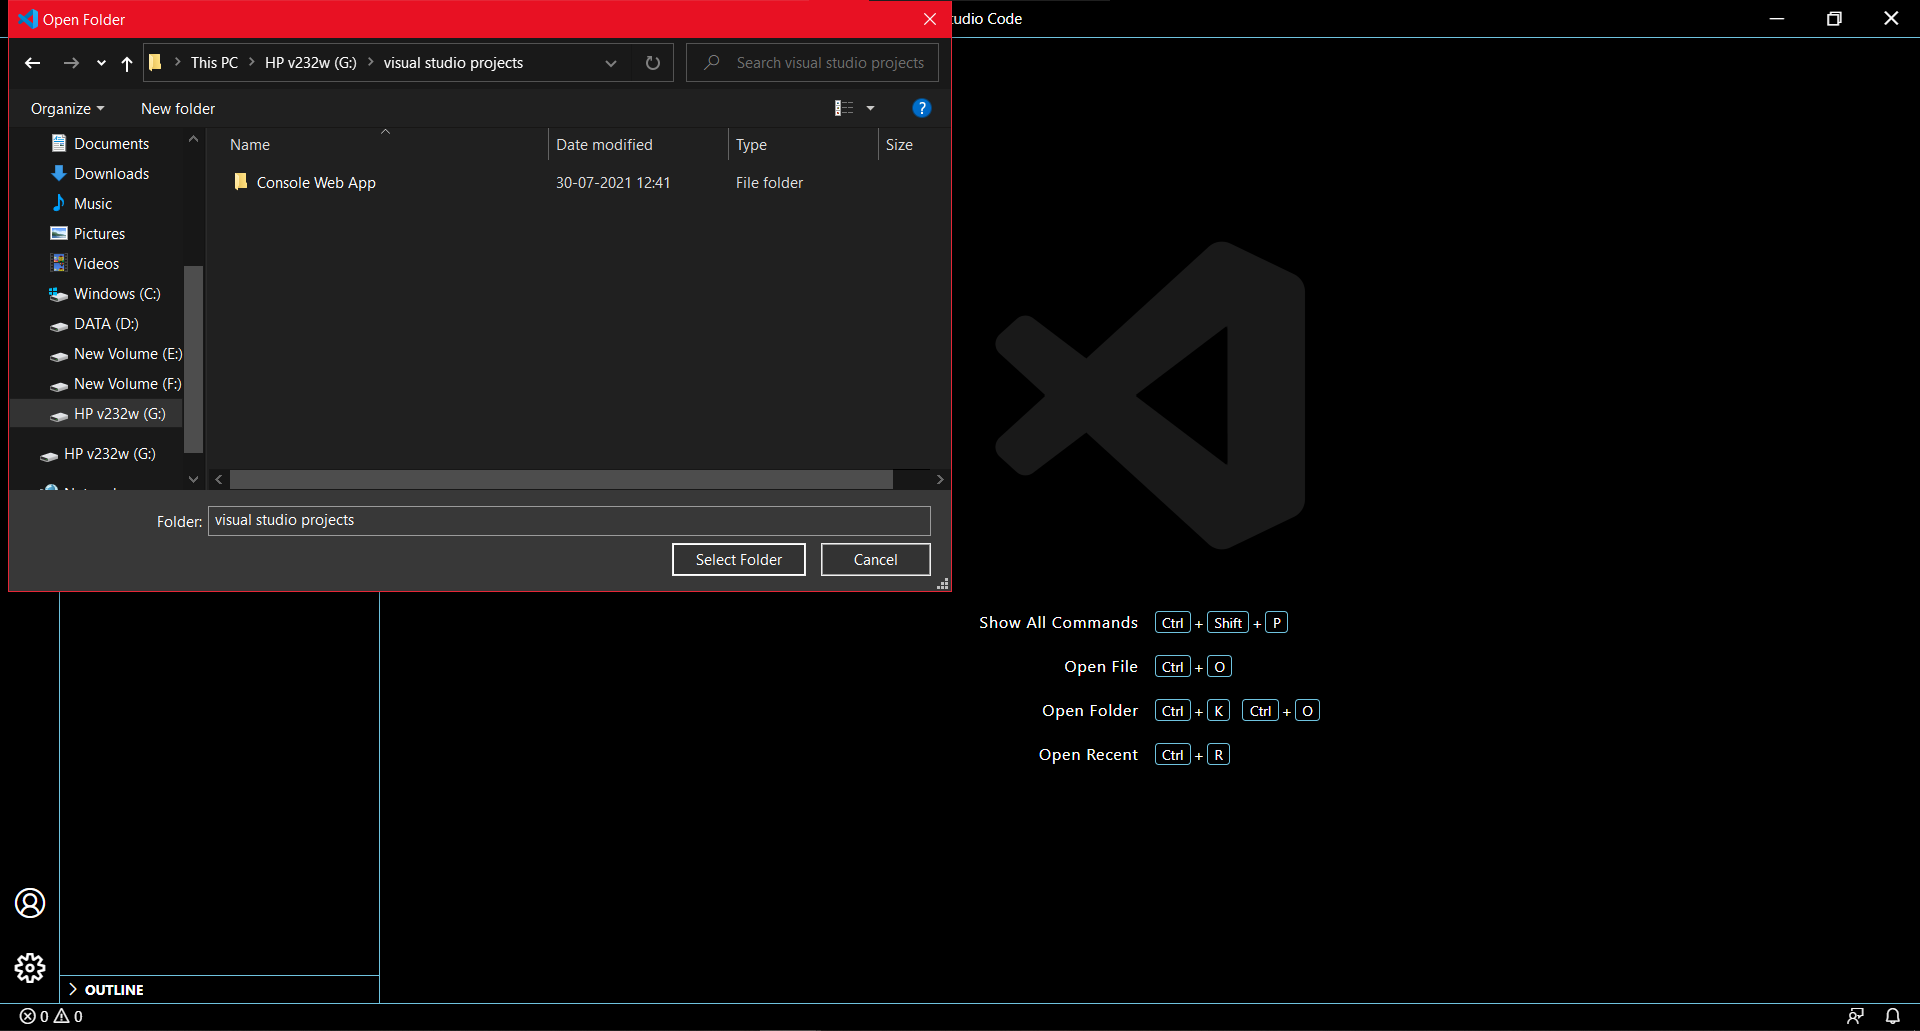 Open Folder
tudio Code
This PC > HP v232w (G:) > visual studio projects
Search visual studio projects
Organize
New folder
?
Name
Date modified
Type
Size
Documents
Downloads
Music
Pictures
Videos
Windows (C:)
DATA (D:)
New Volume (E:)
New Volume (F:)
HP v232w (G:)
HP v232w (G:)
Console Web App
30-07-2021 12:41
File folder
Folder:
visual studio projects
Select Folder
Cancel
Show All Commands Ctrl + Shift + P
Open File Ctrl + O
Open Folder Ctrl + K Ctrl + O
Open Recent Ctrl + R
OUTLINE
0 0